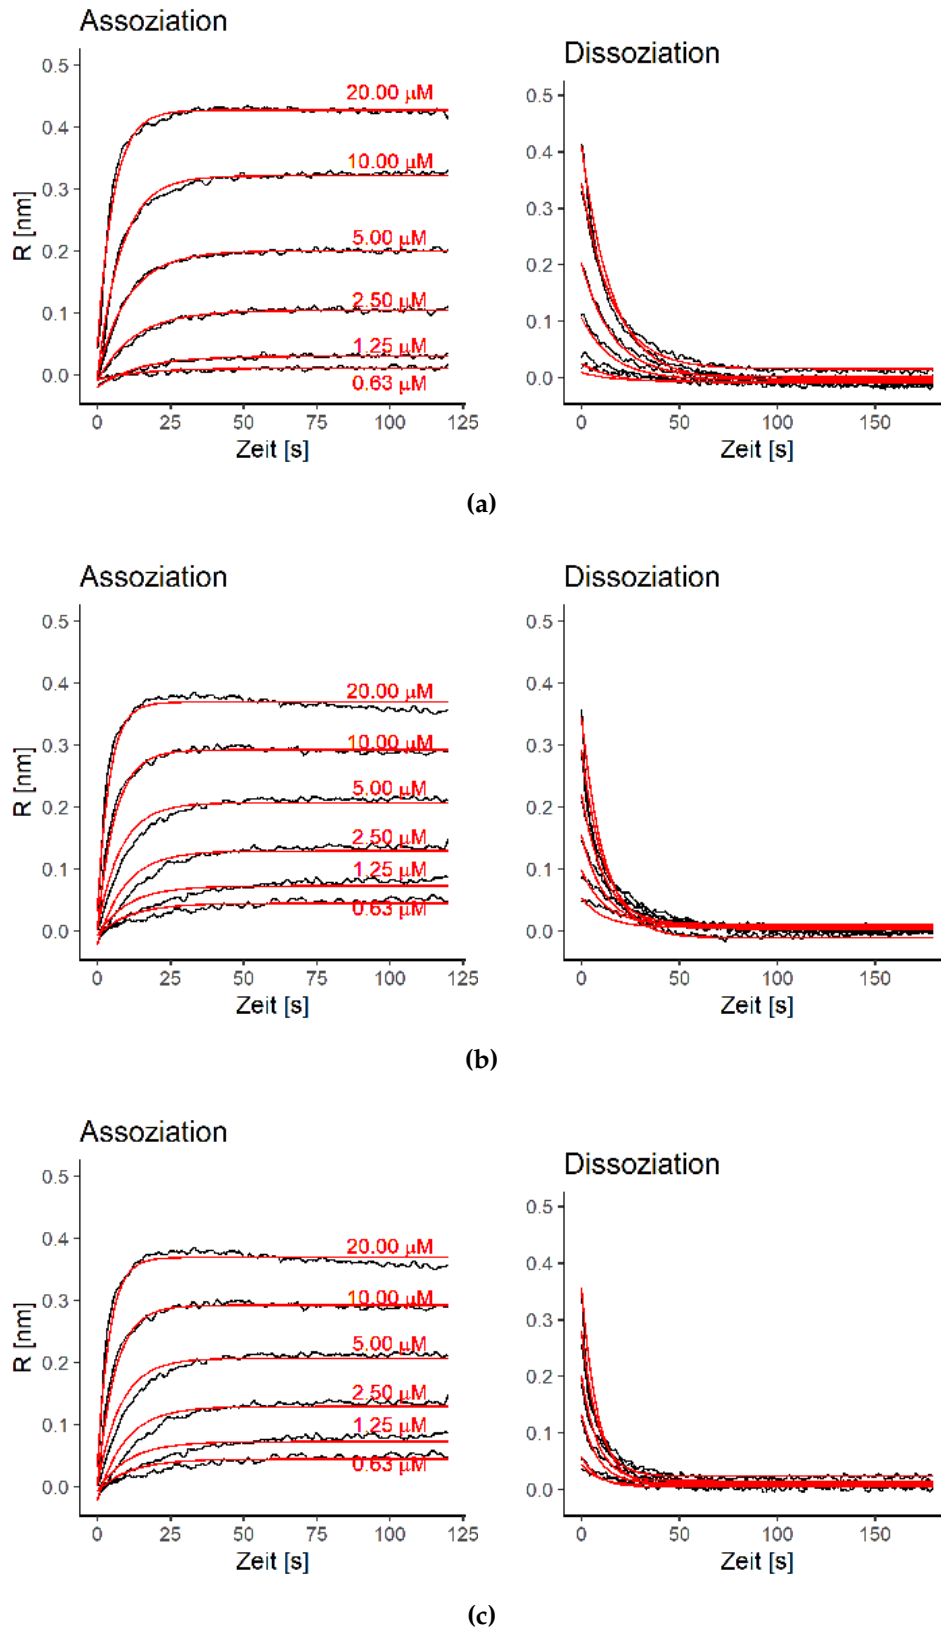 Assoziation
R [nm]
0.5
0.4
0.3
0.2
0.1
0.0
20.00 μM
10.00 μM
5.00 μM
2.50 μM
1.25 μM
0.63 μM
0 25 50 75 100 125
Zeit [s]
Dissoziation
0.5
0.4
0.3
0.2
0.1
0.0
0 50 100 150
Zeit [s]
(a)
Assoziation
R [nm]
0.5
0.4
0.3
0.2
0.1
0.0
20.00 μM
10.00 μM
5.00 μM
2.50 μM
1.25 μM
0.63 μM
0 25 50 75 100 125
Zeit [s]
Dissoziation
0.5
0.4
0.3
0.2
0.1
0.0
0 50 100 150
Zeit [s]
(b)
Assoziation
R [nm]
0.5
0.4
0.3
0.2
0.1
0.0
20.00 μM
10.00 μM
5.00 μM
2.50 μM
1.25 μM
0.63 μM
0 25 50 75 100 125
Zeit [s]
Dissoziation
0.5
0.4
0.3
0.2
0.1
0.0
0 50 100 150
Zeit [s]
(c)